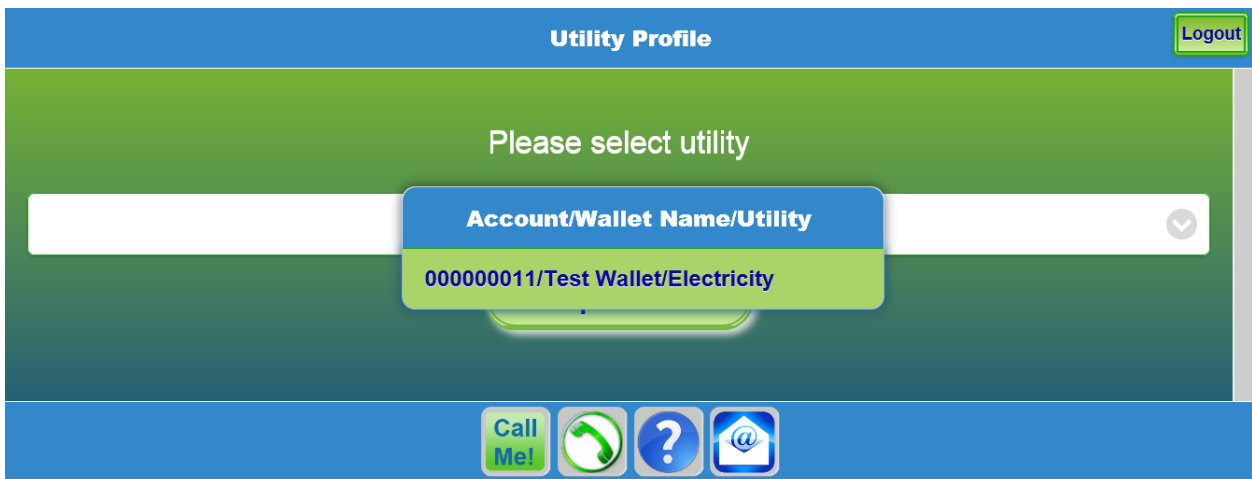 Utility Profile
Logout
Please select utility
Account/Wallet Name/Utility
000000011/Test Wallet/Electricity
Call
Me!
?
@